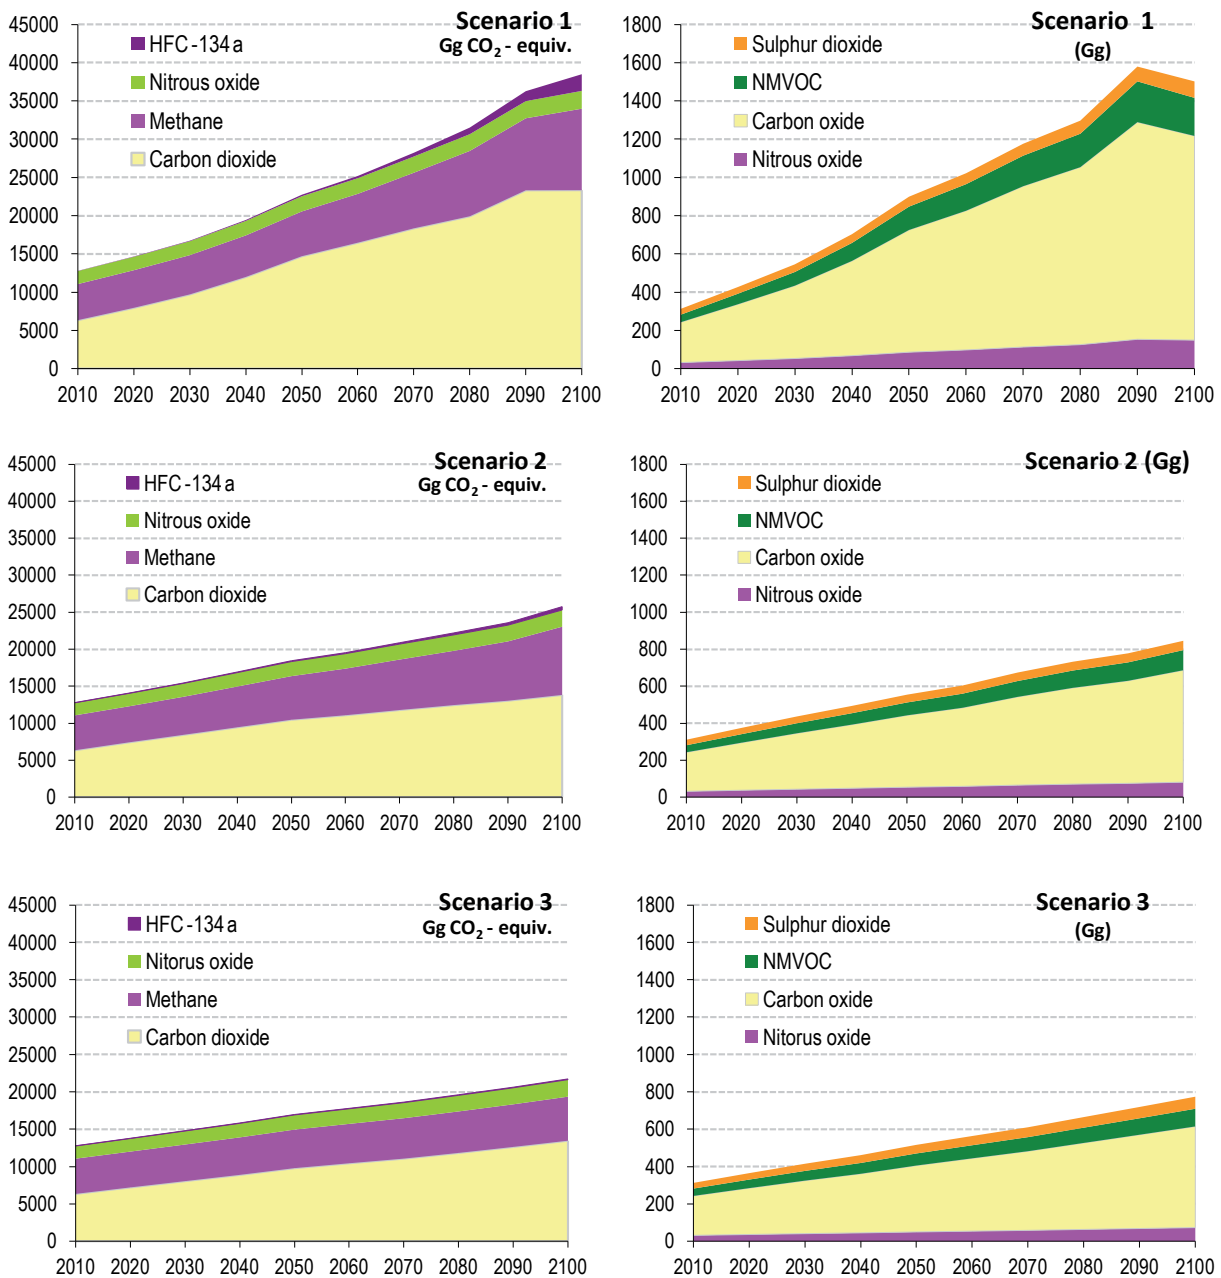 Scenario 1
Gg CO2 - equiv.
45000
40000
35000
30000
25000
20000
15000
10000
5000
0
HFC -134 a
Nitrous oxide
Methane
Carbon dioxide
2010 2020 2030 2040 2050 2060 2070 2080 2090 2100
Scenario 1
(Gg)
1800
1600
1400
1200
1000
800
600
400
200
0
Sulphur dioxide
NMVOC
Carbon oxide
Nitrous oxide
2010 2020 2030 2040 2050 2060 2070 2080 2090 2100
Scenario 2
Gg CO2 - equiv.
45000
40000
35000
30000
25000
20000
15000
10000
5000
0
HFC -134 a
Nitrous oxide
Methane
Carbon dioxide
2010 2020 2030 2040 2050 2060 2070 2080 2090 2100
Scenario 2 (Gg)
1800
1600
1400
1200
1000
800
600
400
200
0
Sulphur dioxide
NMVOC
Carbon oxide
Nitrous oxide
2010 2020 2030 2040 2050 2060 2070 2080 2090 2100
Scenario 3
Gg CO2 - equiv.
45000
40000
35000
30000
25000
20000
15000
10000
5000
0
HFC -134 a
Nitorus oxide
Methane
Carbon dioxide
2010 2020 2030 2040 2050 2060 2070 2080 2090 2100
Scenario 3
(Gg)
1800
1600
1400
1200
1000
800
600
400
200
0
Sulphur dioxide
NMVOC
Carbon oxide
Nitorus oxide
2010 2020 2030 2040 2050 2060 2070 2080 2090 2100